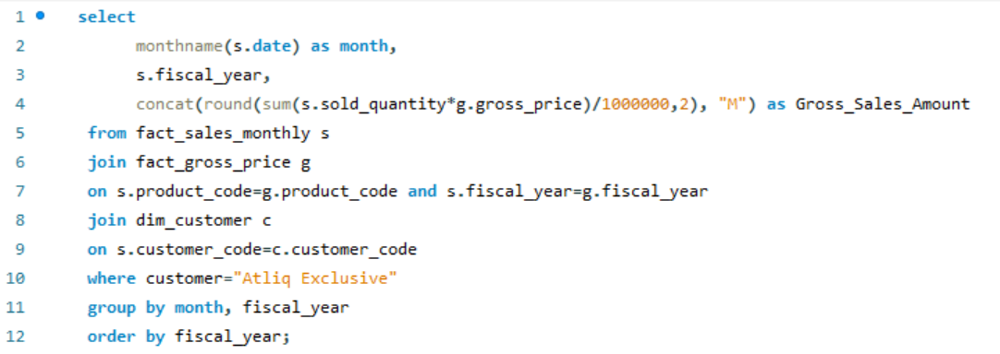 1 select
2 monthname(s.date) as month,
3 s.fiscal_year,
4 concat(round(sum(s.sold_quantity*g.gross_price)/1000000,2), "M") as Gross_Sales_Amount
5 from fact_sales_monthly s
6 join fact_gross_price g
7 on s.product_code=g.product_code and s.fiscal_year=g.fiscal_year
8 join dim_customer c
9 on s.customer_code=c.customer_code
10 where customer="Atliq Exclusive"
11 group by month, fiscal_year
12 order by fiscal_year;